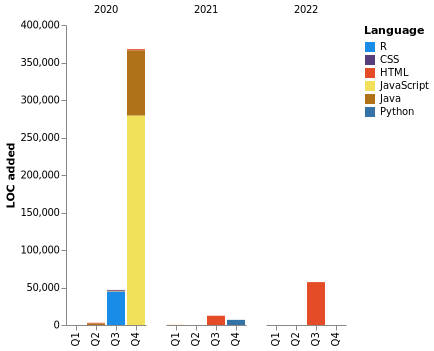 2020 2021 2022
Language
R
CSS
HTML
JavaScript
Java
Python
LOC added
400,000
350,000
300,000
250,000
200,000
150,000
100,000
50,000
0
Q1 Q2 Q3 Q4 Q1 Q2 Q3 Q4 Q1 Q2 Q3 Q4